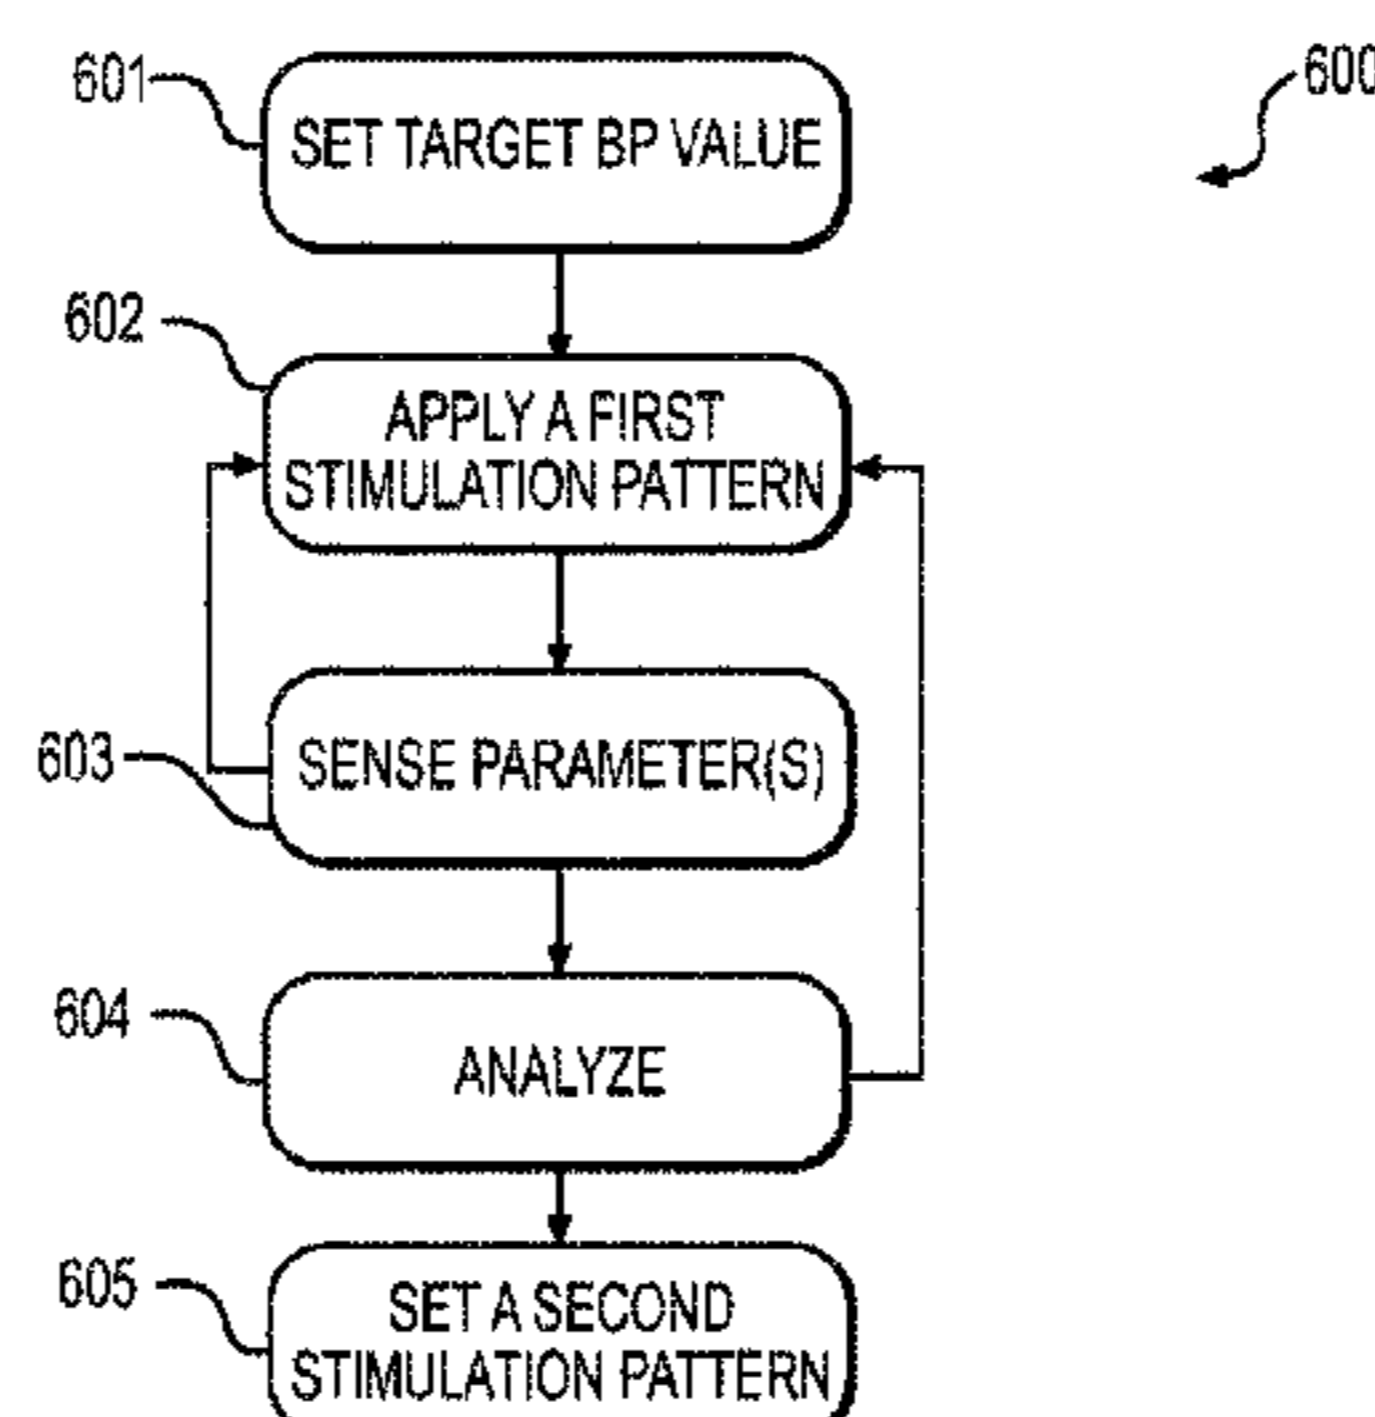 601
SET TARGET BP VALUE
600
602
APPLY A FIRST
STIMULATION PATTERN
603
SENSE PARAMETER(S)
604
ANALYZE
605
SET A SECOND
STIMULATION PATTERN